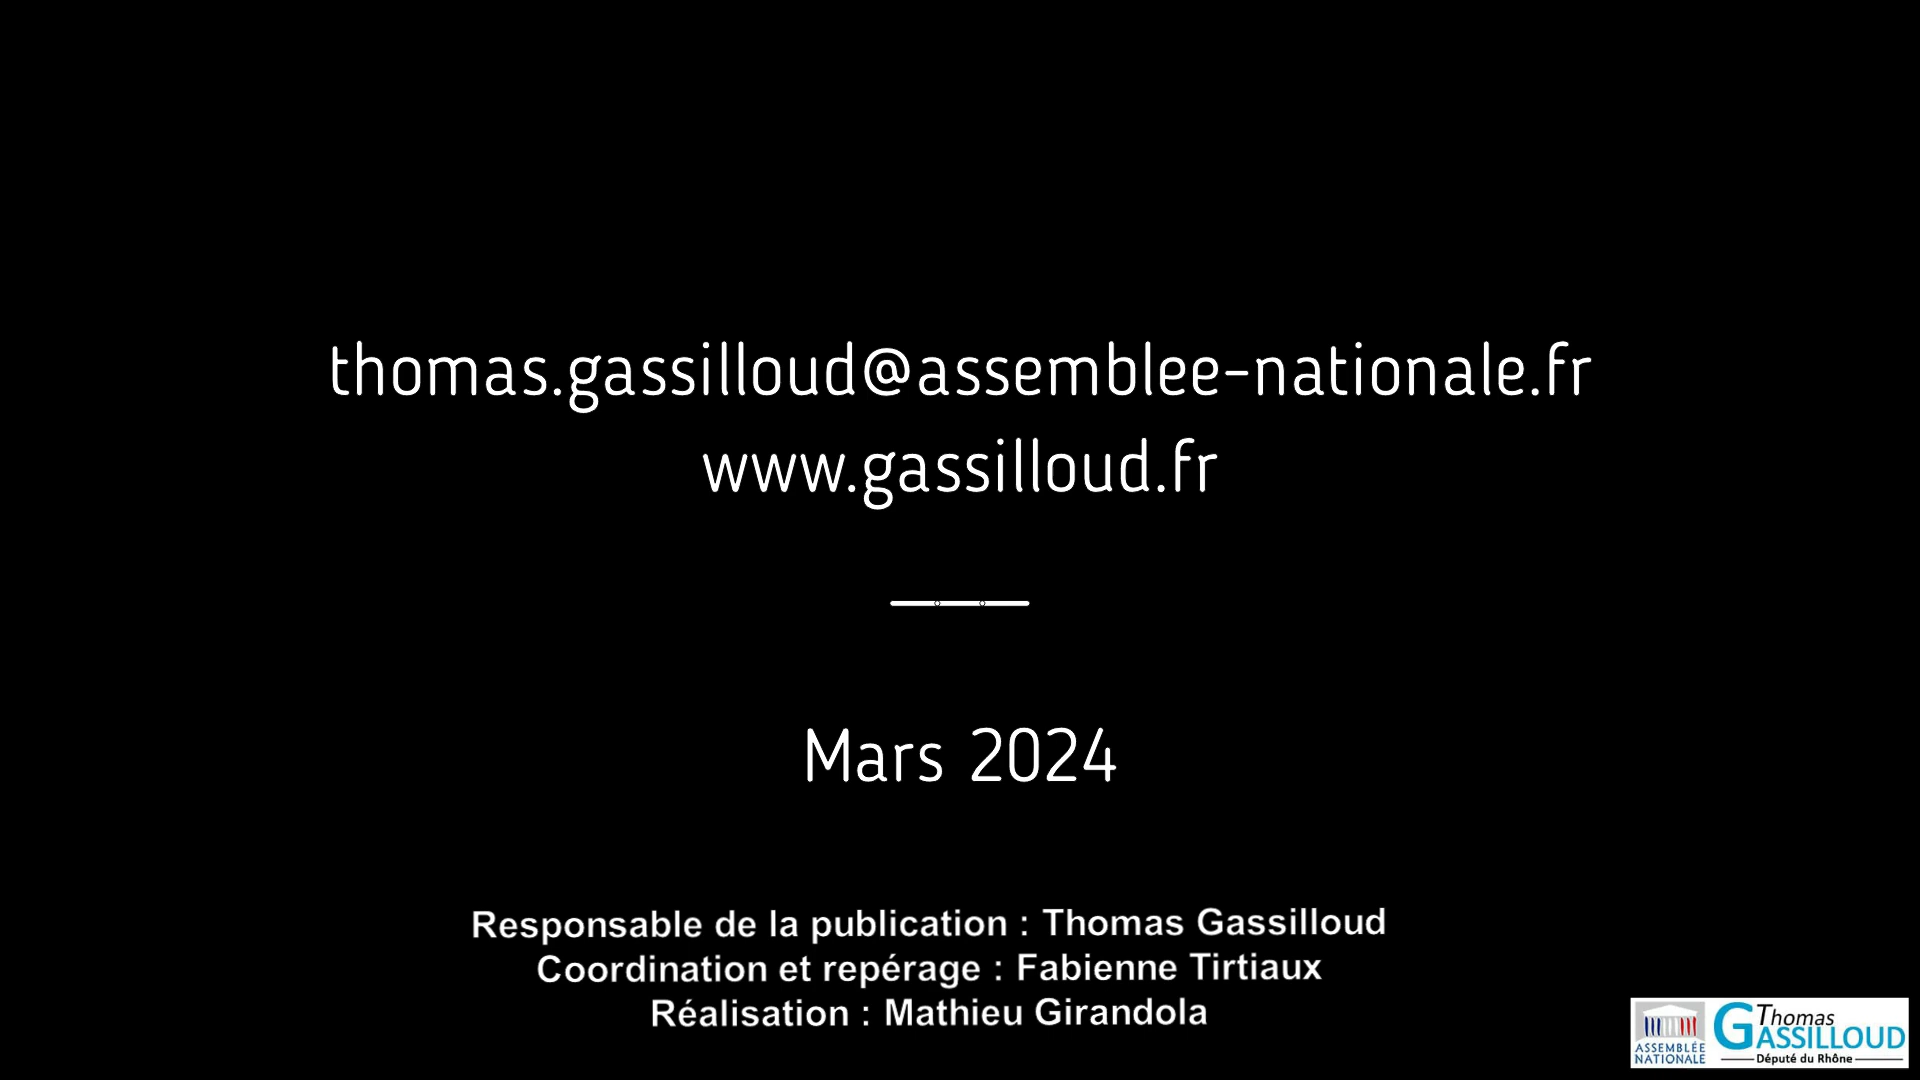 thomas.gassilloud@assemblee-nationale.fr
www.gassilloud.fr
Mars 2024
Responsable de la publication : Thomas Gassilloud
Coordination et repérage : Fabienne Tirtiaux
Réalisation : Mathieu Girandola
ASSEMBLÉE
NATIONALE
Thomas
GASSILLOUD
Député du Rhône